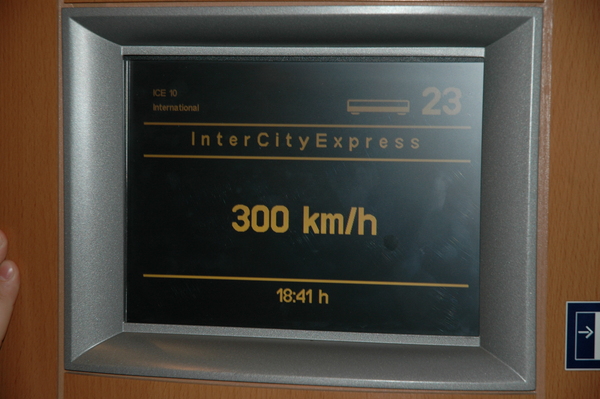 ICE 10
International
23
InterCityExpress
300 km/h
18:41 h